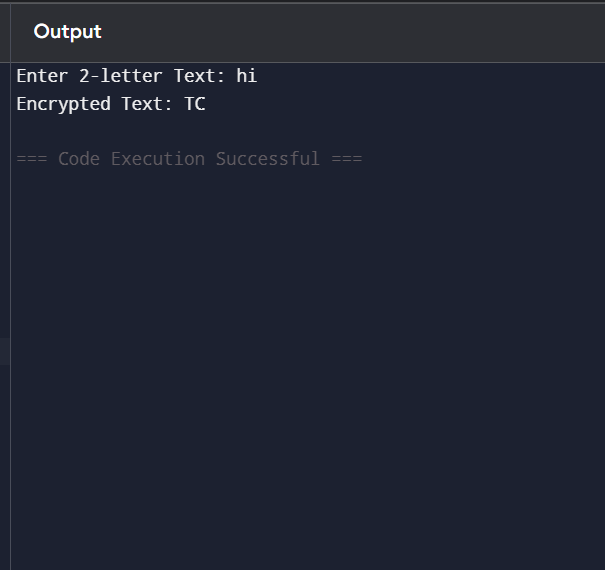 Output
Enter 2-letter Text: hi
Encrypted Text: TC
=== Code Execution Successful ===